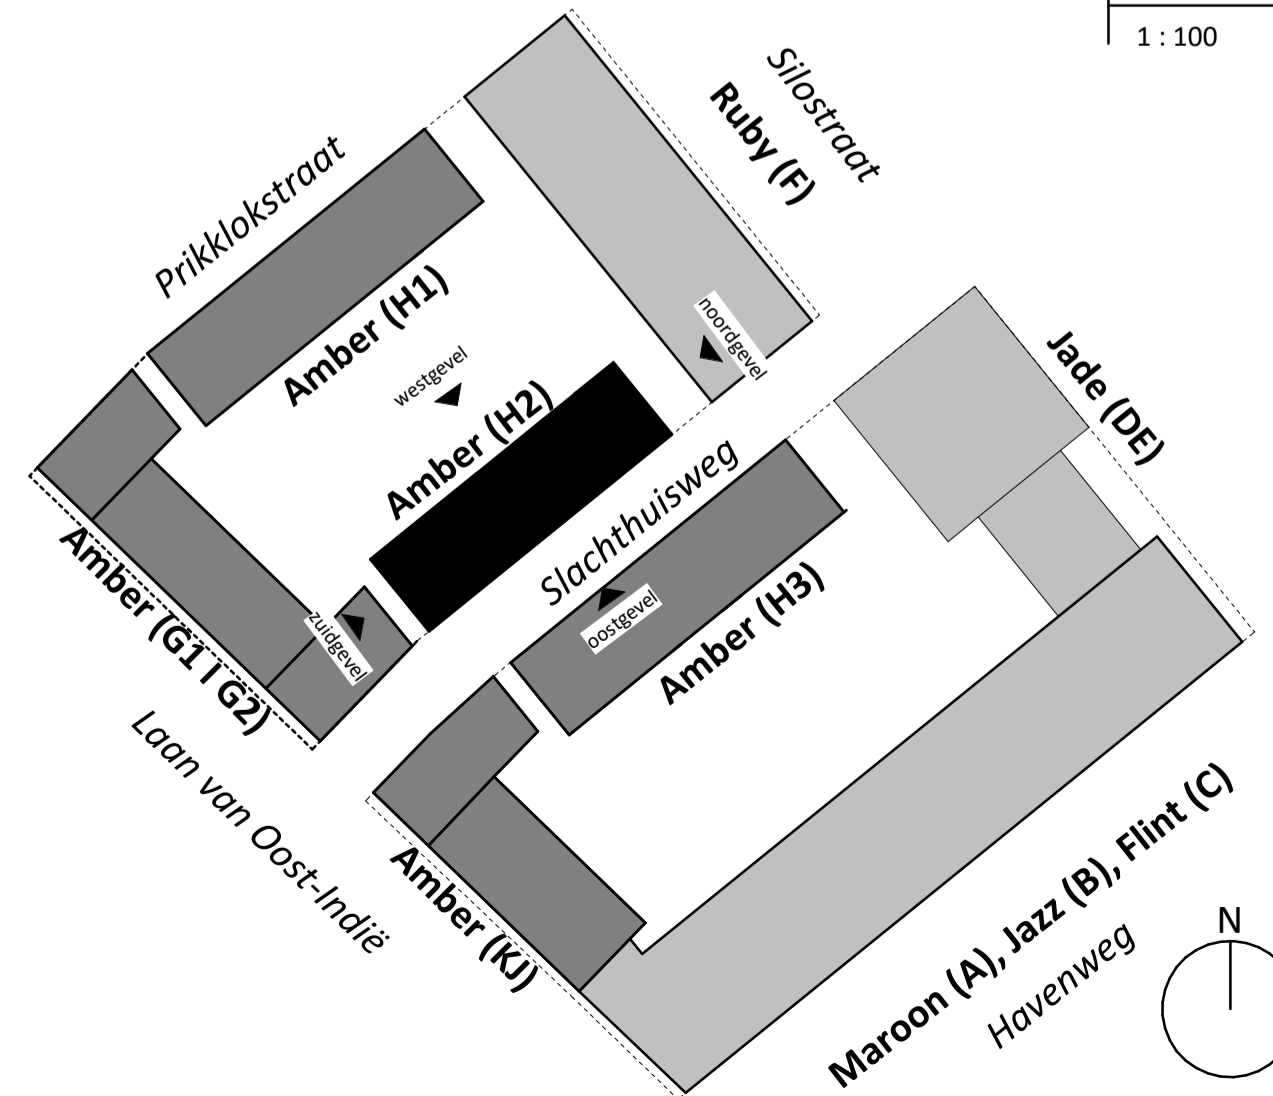 1 : 100
Silostraat
Ruby (F)
Prikklokstraat
Amber (H1)
noordgevel
westgevel
Jade (DE)
Amber (H2)
Slachthuisweg
oostgevel
Amber (H3)
zuidgevel
Amber (G1 I G2)
Laan van Oost-Indië
Amber (KJ)
Maroon (A), Jazz (B), Flint (C)
Havenweg
N